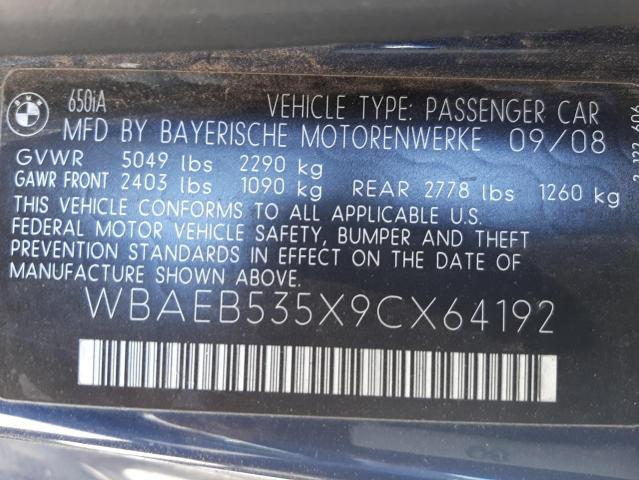 650iA VEHICLE TYPE: PASSENGER CAR
MFD BY BAYERISCHE MOTORENWERKE 09/08
GVWR 5049 lbs 2290 kg
GAWR FRONT 2403 lbs 1090 kg REAR 2778 lbs 1260 kg
THIS VEHICLE CONFORMS TO ALL APPLICABLE U.S.
FEDERAL MOTOR VEHICLE SAFETY, BUMPER AND THEFT
PREVENTION STANDARDS IN EFFECT ON THE DATE OF
MANUFACTURE SHOWN ABOVE.
WBAEB535X9CX64192